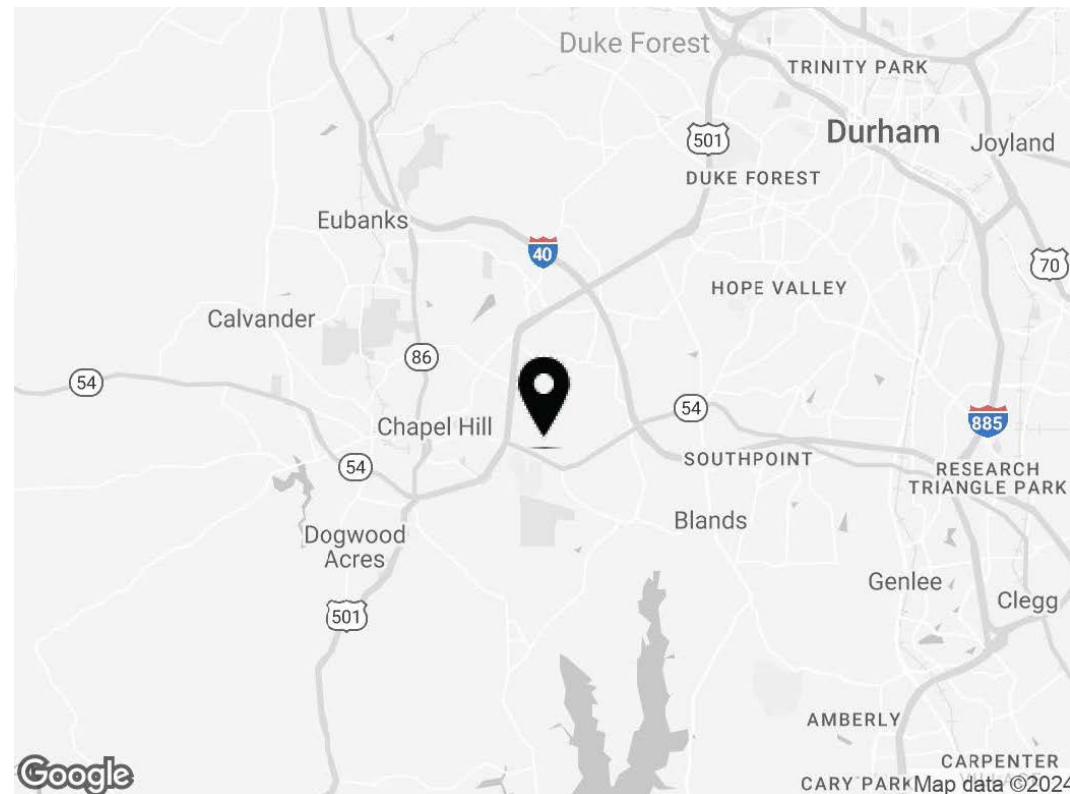 Duke Forest
TRINITY PARK
Durham
Joyland
501
DUKE FOREST
Eubanks
40
70
HOPE VALLEY
Calvander
86
54
54
Chapel Hill
885
54
SOUTHPOINT
RESEARCH
TRIANGLE PARK
Blands
Dogwood
Acres
Genlee
Clegg
501
AMBERLY
CARPENTER
Google
CARY PARK
Map data ©2024